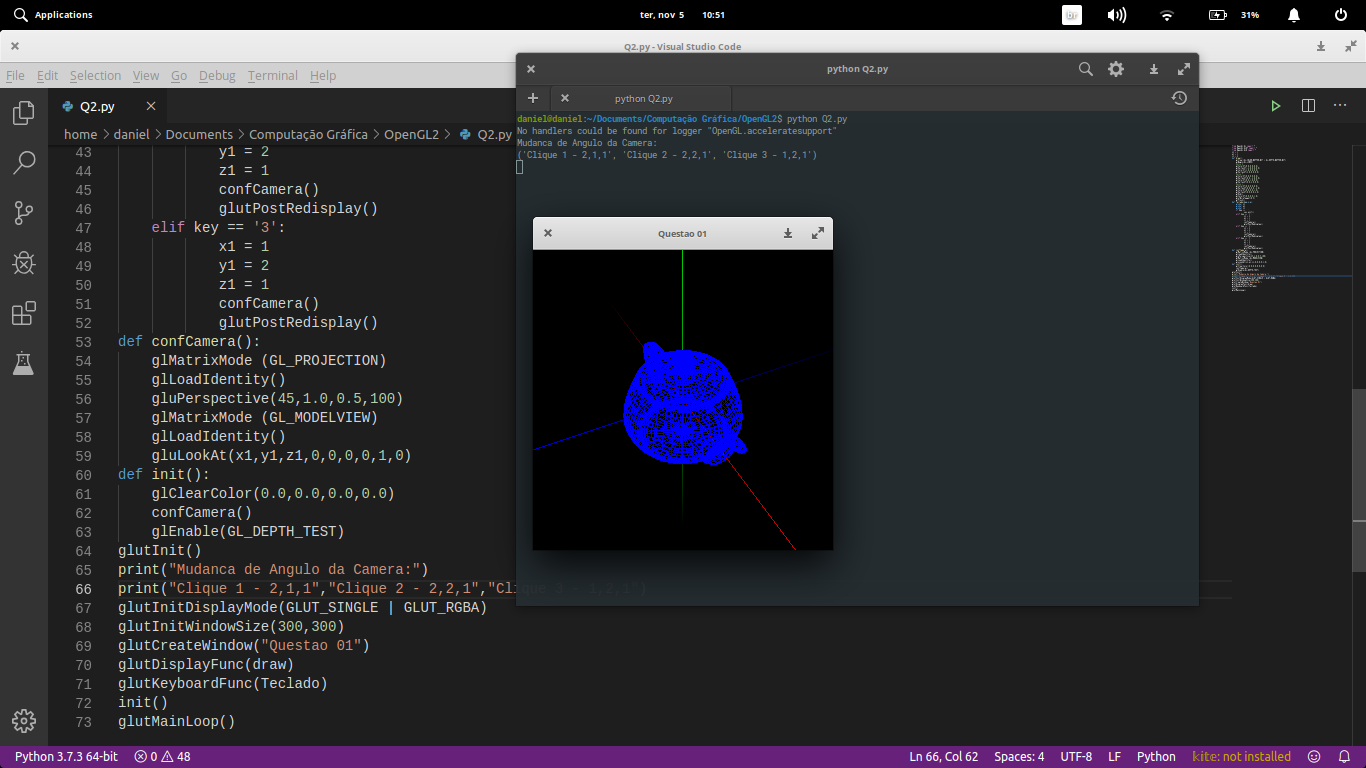 Applications
ter, nov 5 10:51
br
31%
Q2.py - Visual Studio Code
File Edit Selection View Go Debug Terminal Help
Q2.py
home > daniel > Documents > Computação Gráfica > OpenGL2 > Q2.py
43 y1 = 2
44 z1 = 1
45 confCamera()
46 glutPostRedisplay()
47 elif key == '3':
48 x1 = 1
49 y1 = 2
50 z1 = 1
51 confCamera()
52 glutPostRedisplay()
53 def confCamera():
54 glMatrixMode (GL_PROJECTION)
55 glLoadIdentity()
56 gluPerspective(45,1.0,0.5,100)
57 glMatrixMode (GL_MODELVIEW)
58 glLoadIdentity()
59 gluLookAt(x1,y1,z1,0,0,0,0,1,0)
60 def init():
61 glClearColor(0.0,0.0,0.0,0.0)
62 confCamera()
63 glEnable(GL_DEPTH_TEST)
64 glutInit()
65 print("Mudanca de Angulo da Camera:")
66 print("Clique 1 - 2,1,1","Clique 2 - 2,2,1","Clique 3 - 1,2,1")
67 glutInitDisplayMode(GLUT_SINGLE | GLUT_RGBA)
68 glutInitWindowSize(300,300)
69 glutCreateWindow("Questao 01")
70 glutDisplayFunc(draw)
71 glutKeyboardFunc(Teclado)
72 init()
73 glutMainLoop()
python Q2.py
python Q2.py
daniel@daniel:~/Documents/Computação Gráfica/OpenGL2$ python Q2.py
No handlers could be found for logger "OpenGL.acceleratesupport"
Mudanca de Angulo da Camera:
('Clique 1 - 2,1,1', 'Clique 2 - 2,2,1', 'Clique 3 - 1,2,1')
Questao 01
Python 3.7.3 64-bit 0 48
Ln 66, Col 62 Spaces: 4 UTF-8 LF Python kite: not installed